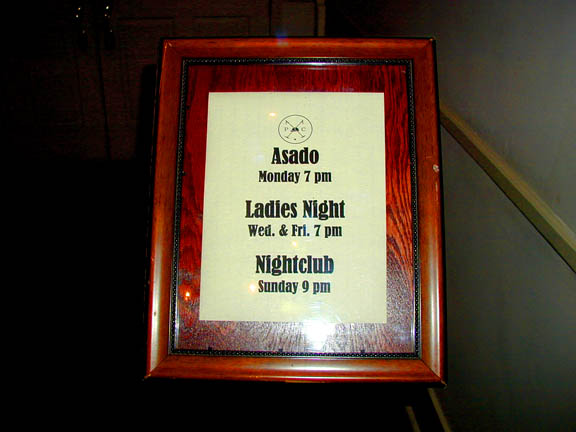 P C
Asado
Monday 7 pm
Ladies Night
Wed. & Fri. 7 pm
Nightclub
Sunday 9 pm